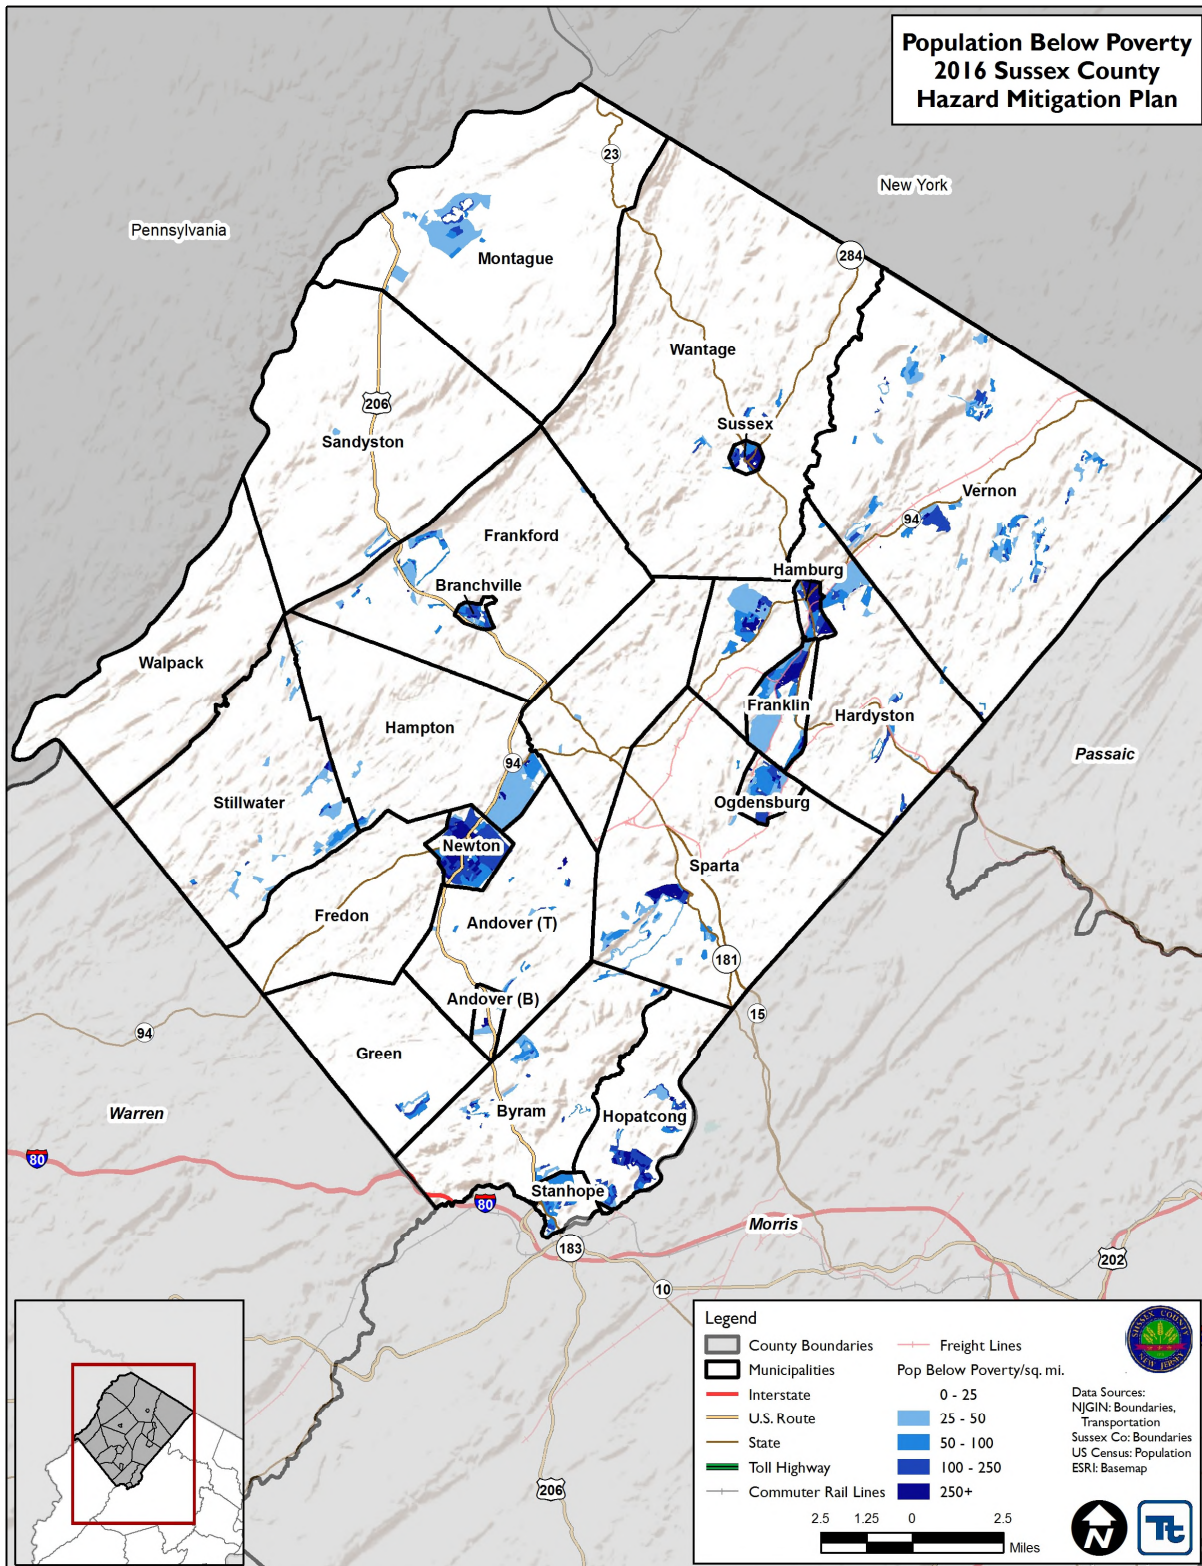 Population Below Poverty
2016 Sussex County
Hazard Mitigation Plan
New York
Pennsylvania
23
284
Montague
Wantage
206
Sandyston
Sussex
Vernon
94
Frankford
Branchville
Hamburg
Walpack
Hampton
Franklin
Hardyston
94
Passaic
Stillwater
Ogdensburg
Newton
Sparta
Fredon
Andover (T)
181
Andover (B)
15
94
Green
Warren
Byram
Hopatcong
80
Stanhope
80
Morris
183
202
10
206
Legend
County Boundaries
Municipalities
Interstate
U.S. Route
State
Toll Highway
Commuter Rail Lines
Freight Lines
Pop Below Poverty/sq. mi.
0 - 25
25 - 50
50 - 100
100 - 250
250+
SUSSEX COUNTY
NEW JERSEY
Data Sources:
NJGIN: Boundaries,
Transportation
Sussex Co: Boundaries
US Census: Population
ESRI: Basemap
N
Tt
2.5 1.25 0 2.5
Miles